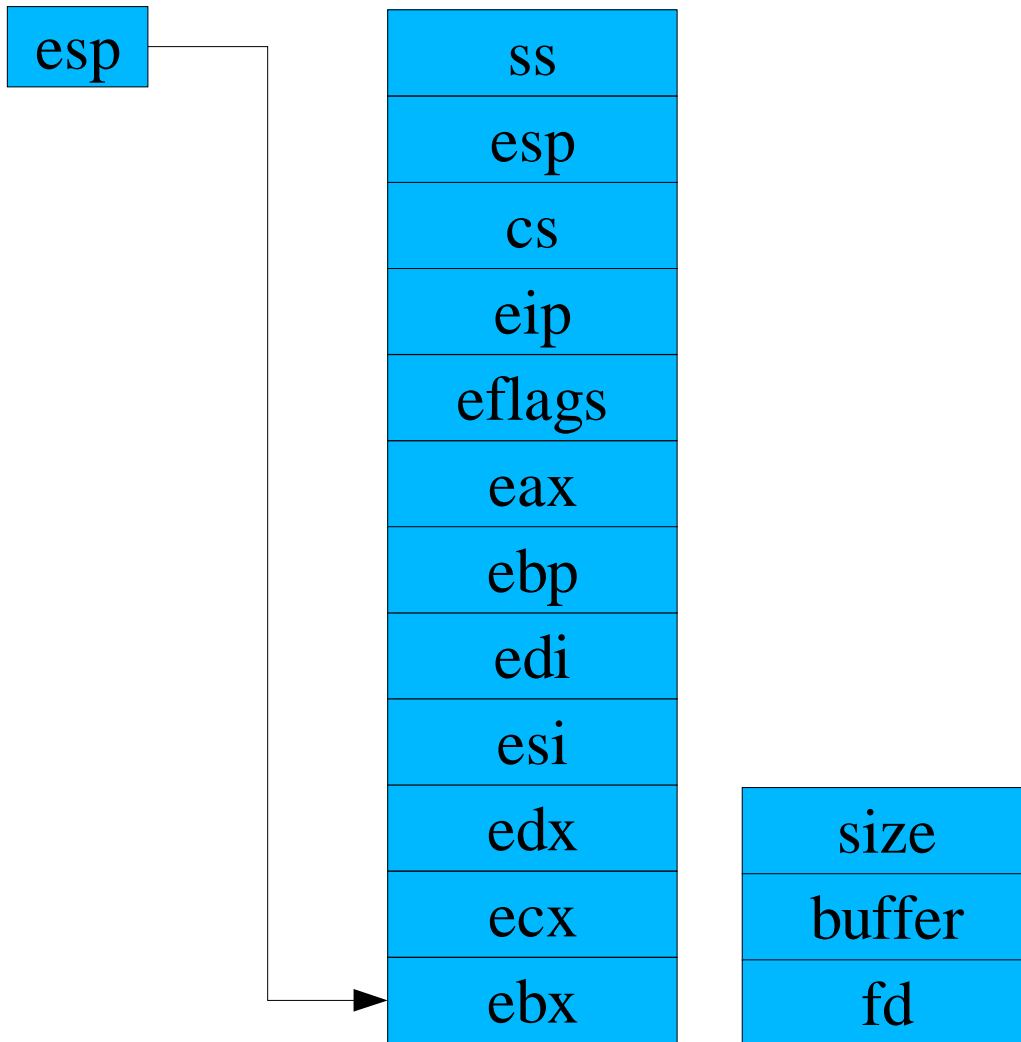 esp
ss
esp
cs
eip
eflags
eax
ebp
edi
esi
edx
ecx
ebx
size
buffer
fd